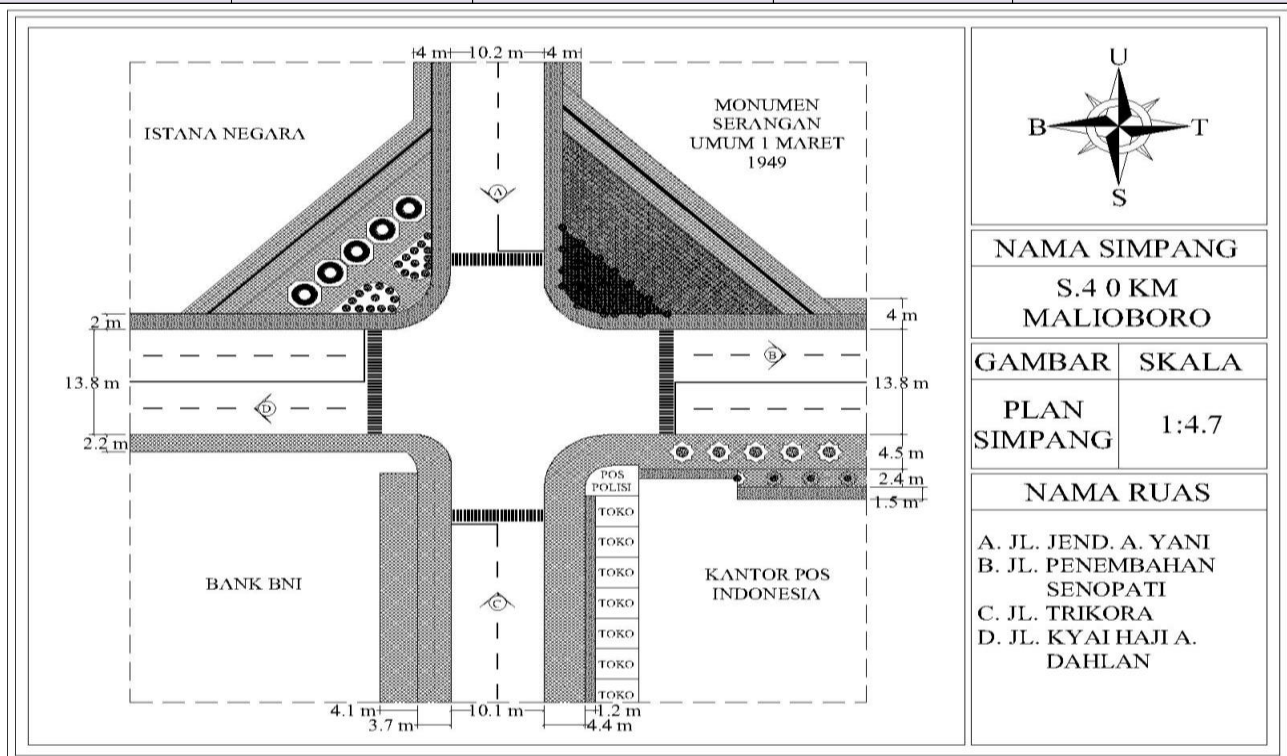 4 m 10.2 m 4 m
ISTANA NEGARA
MONUMEN
SERANGAN
UMUM 1 MARET
1949
A
2 m
4 m
B
13.8 m
13.8 m
D
2.2 m
4.5 m
2.4 m
1.5 m
POS
POLISI
TOKO
TOKO
TOKO
TOKO
TOKO
TOKO
TOKO
BANK BNI
C
KANTOR POS
INDONESIA
4.1 m 10.1 m 1.2 m
3.7 m 4.4 m
U
B T
S
NAMA SIMPANG
S.4 0 KM
MALIOBORO
GAMBAR SKALA
PLAN
SIMPANG
1:4.7
NAMA RUAS
A. JL. JEND. A. YANI
B. JL. PENEMBAHAN
SENOPATI
C. JL. TRIKORA
D. JL. KYAI HAJI A.
DAHLAN